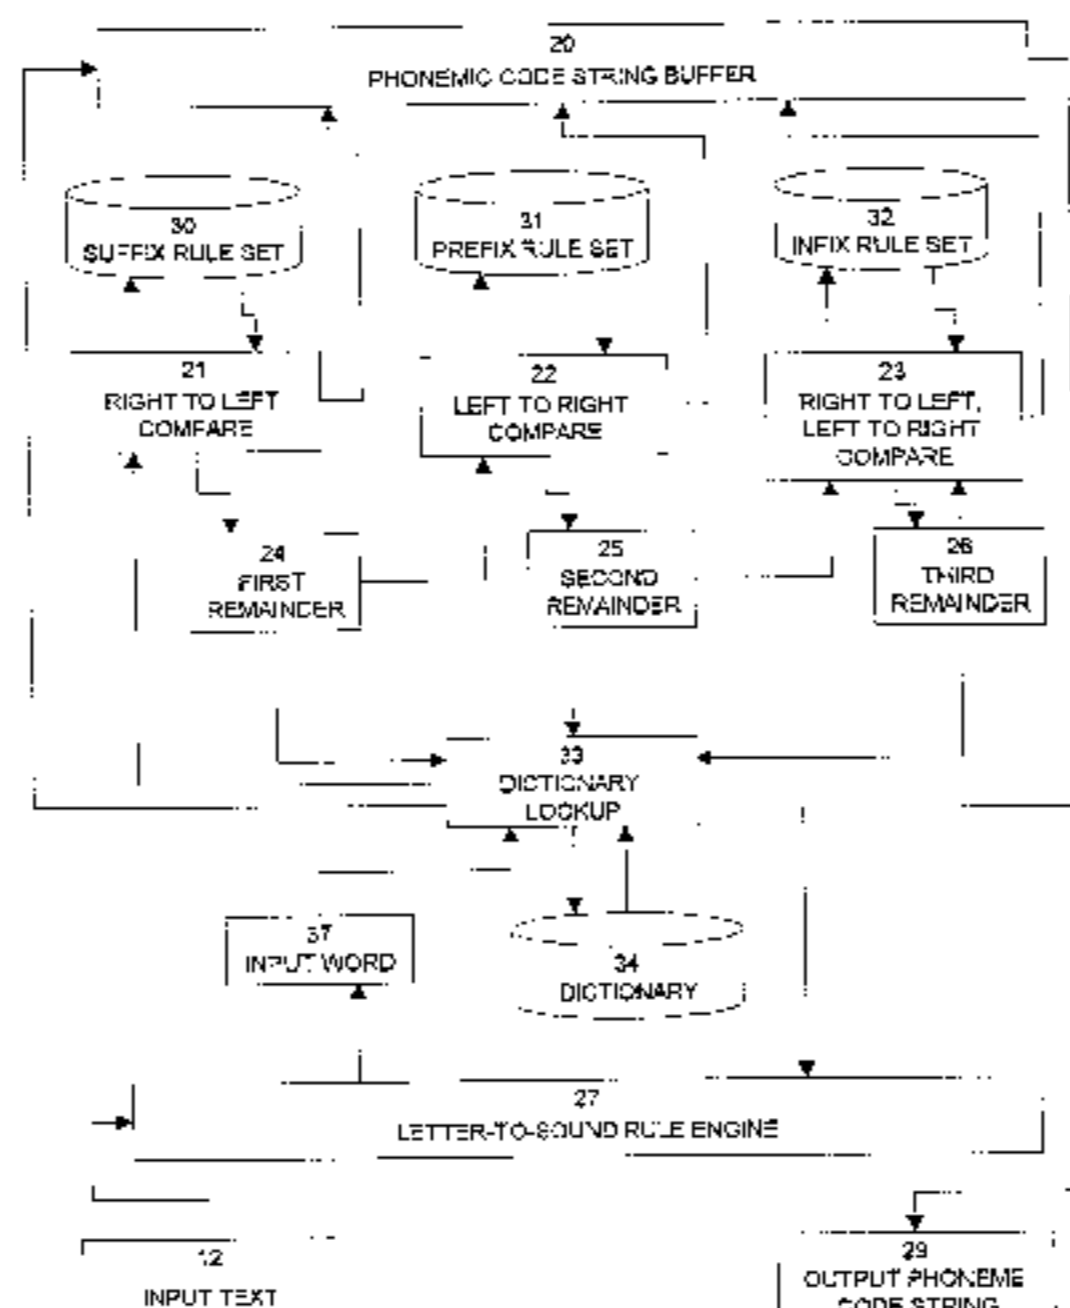 20
PHONEMIC CODE STRING BUFFER
30
SUFFIX RULE SET
31
PREFIX RULE SET
32
INFIX RULE SET
21
RIGHT TO LEFT
COMPARE
22
LEFT TO RIGHT
COMPARE
23
RIGHT TO LEFT,
LEFT TO RIGHT
COMPARE
24
FIRST
REMAINDER
25
SECOND
REMAINDER
26
THIRD
REMAINDER
33
DICTIONARY
LOOKUP
37
INPUT WORD
34
DICTIONARY
27
LETTER-TO-SOUND RULE ENGINE
12
INPUT TEXT
29
OUTPUT PHONEME
CODE STRING